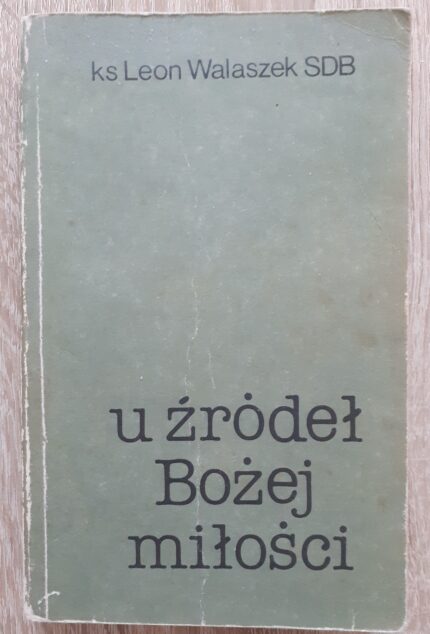 ks Leon Walaszek SDB
u źródeł
Bożej
miłości